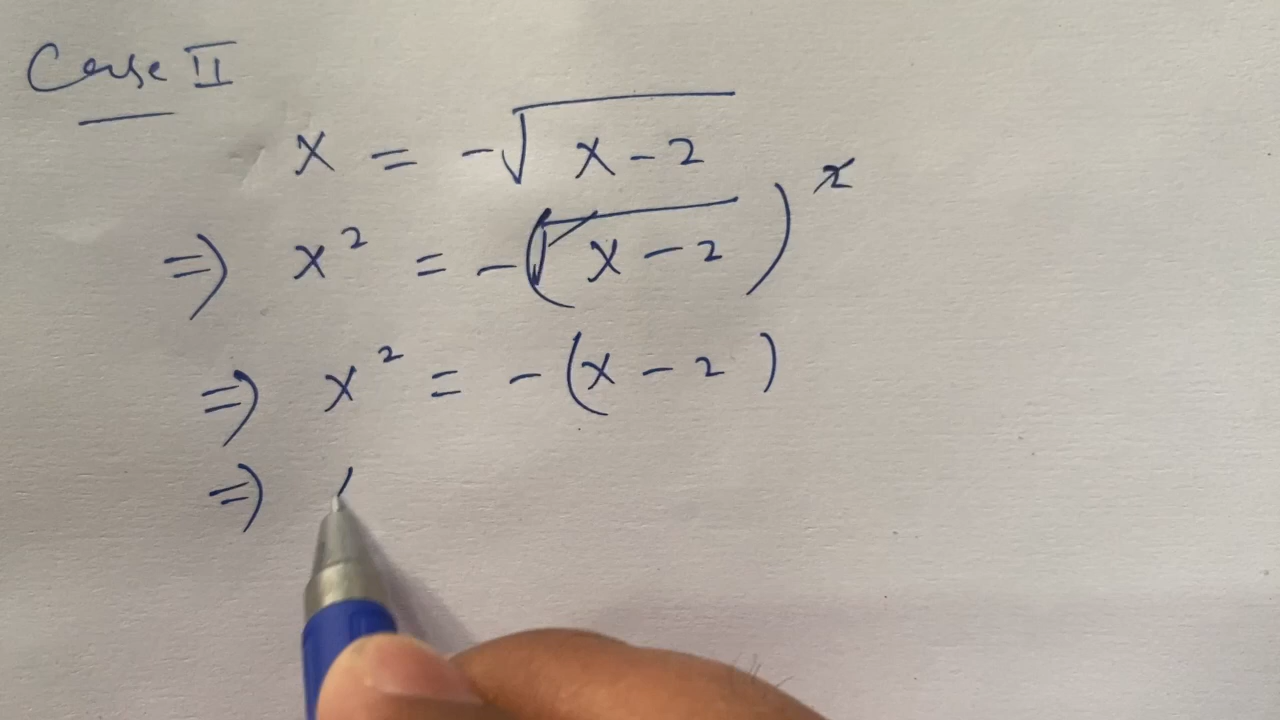 Case II
x = -√(x - 2)
⇒ x² = -(√(x - 2))²
⇒ x² = -(x - 2)
⇒